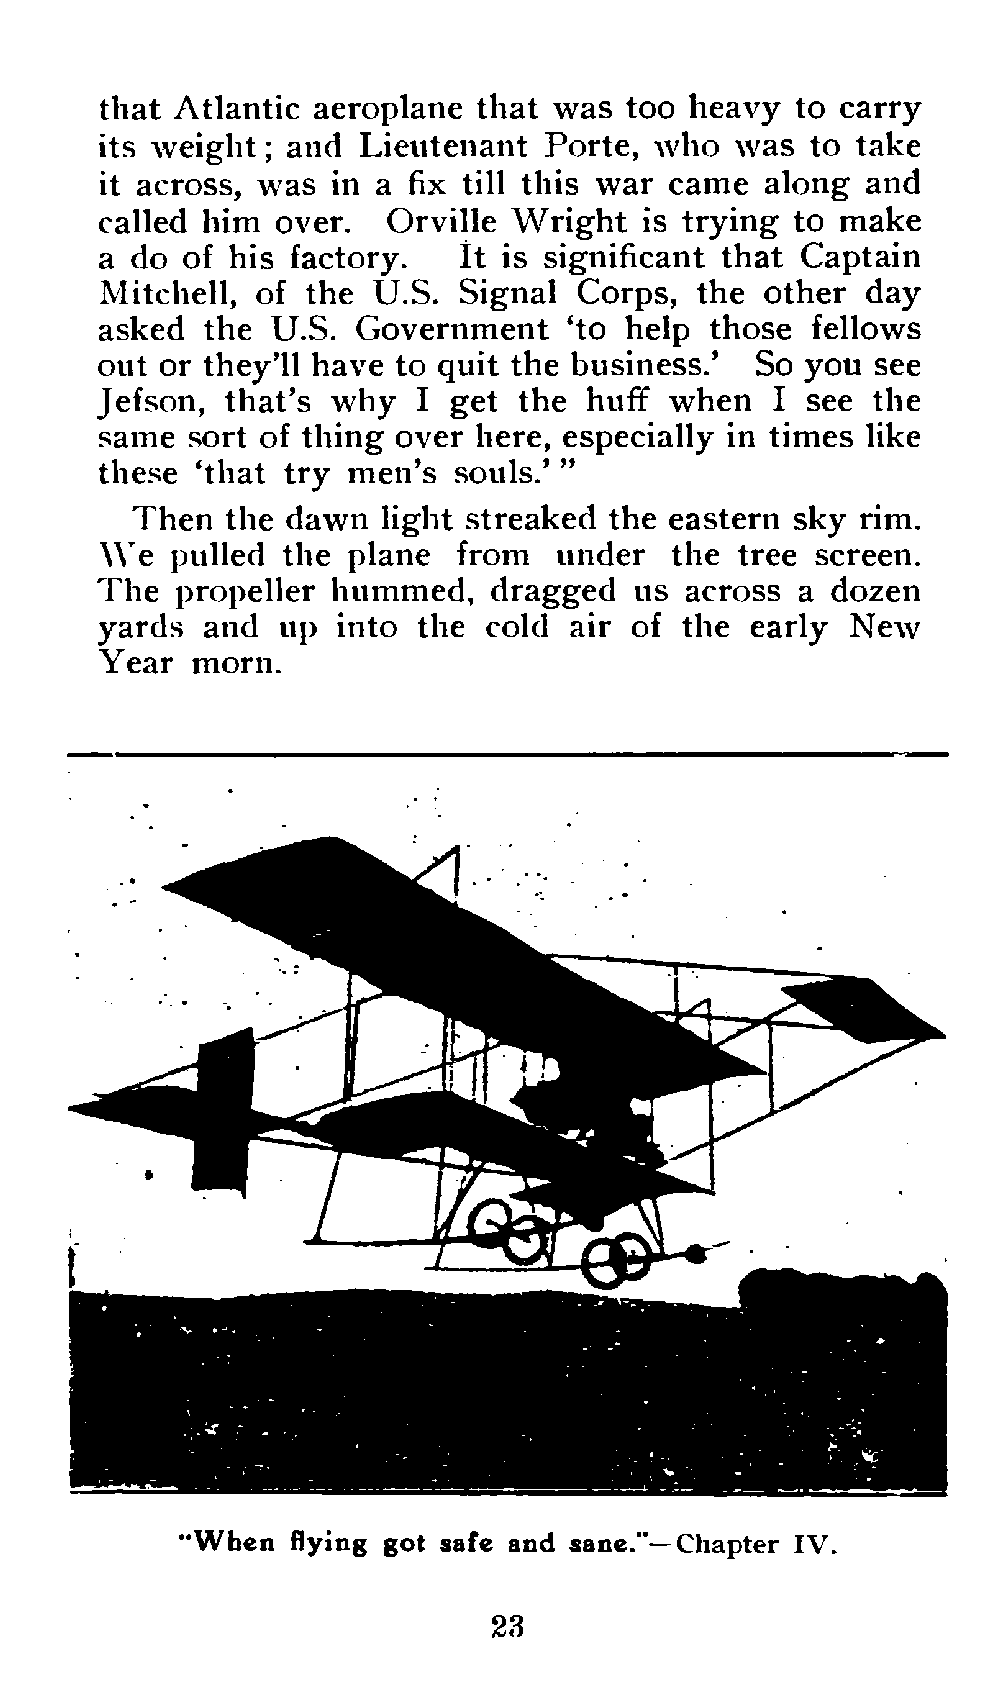 that Atlantic aeroplane that was too heavy to carry
its weight; and Lieutenant Porte, who was to take
it across, was in a fix till this war came along and
called him over. Orville Wright is trying to make
a do of his factory. It is significant that Captain
Mitchell, of the U.S. Signal Corps, the other day
asked the U.S. Government ‘to help those fellows
out or they’ll have to quit the business.’ So you see
Jefson, that’s why I get the huff when I see the
same sort of thing over here, especially in times like
these ‘that try men’s souls.’ ”
Then the dawn light streaked the eastern sky rim.
We pulled the plane from under the tree screen.
The propeller hummed, dragged us across a dozen
yards and up into the cold air of the early New
Year morn.
“When flying got safe and sane.”—Chapter IV.
23